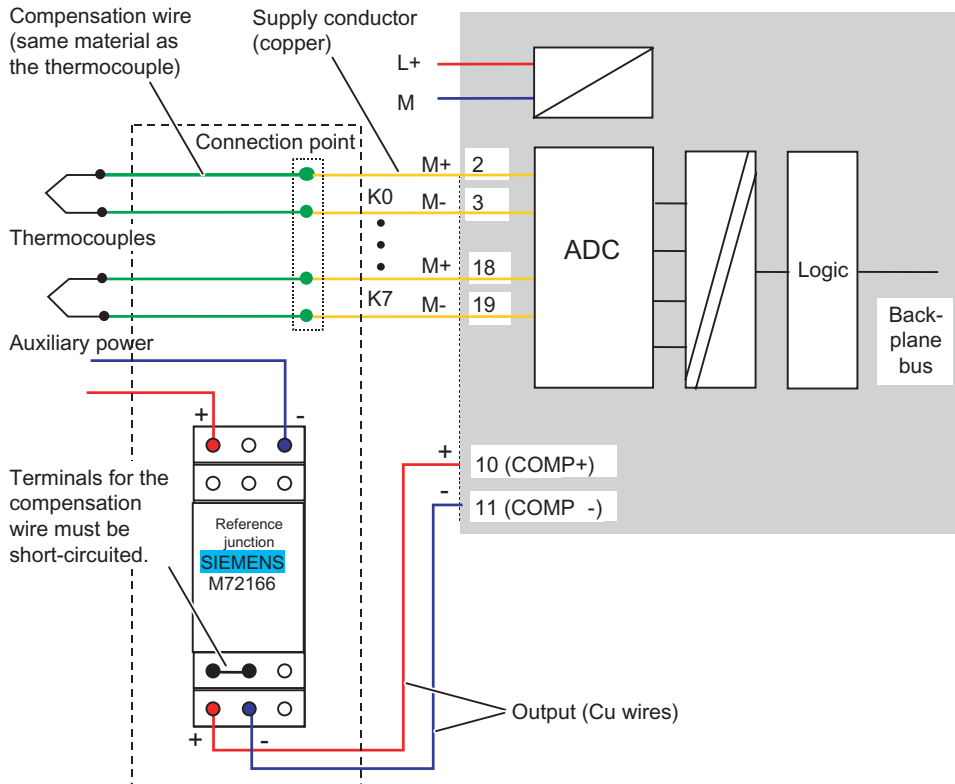 Compensation wire
(same material as
the thermocouple)
Supply conductor
(copper)
L+
M
Connection point
M+
2
K0
M-
3
Thermocouples
M+
18
K7
M-
19
ADC
Logic
Back-
plane
bus
Auxiliary power
+
-
Terminals for the
compensation
wire must be
short-circuited.
Reference
junction
SIEMENS
M72166
+
10 (COMP+)
-
11 (COMP -)
Output (Cu wires)
+
-